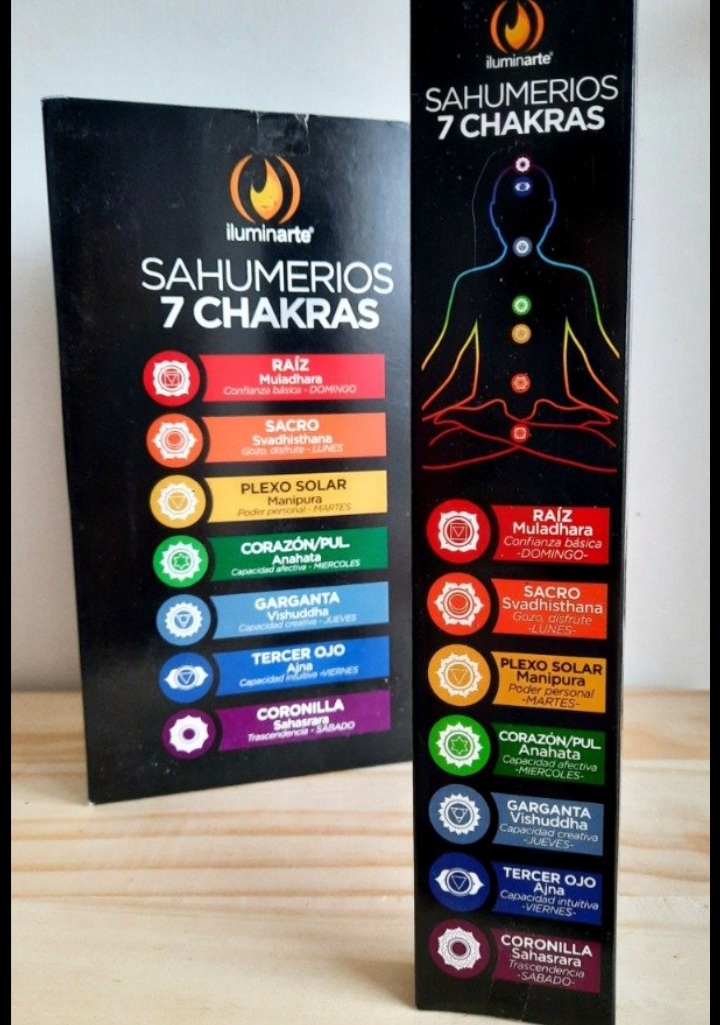 iluminarte®
SAHUMERIOS
7 CHAKRAS
RAÍZ
Muladhara
Confianza básica - DOMINGO
SACRO
Svadhisthana
Gozo, disfrute - LUNES
PLEXO SOLAR
Manipura
Poder personal - MARTES
CORAZÓN/PUL.
Anahata
Capacidad afectiva - MIERCOLES
GARGANTA
Vishuddha
Capacidad creativa - JUEVES
TERCER OJO
Ajna
Capacidad intuitiva -VIERNES
CORONILLA
Sahasrara
Trascendencia - SABADO
iluminarte®
SAHUMERIOS
7 CHAKRAS
RAÍZ
Muladhara
Confianza básica
-DOMINGO-
SACRO
Svadhisthana
Gozo, disfrute
-LUNES-
PLEXO SOLAR
Manipura
Poder personal
-MARTES-
CORAZÓN/PUL.
Anahata
Capacidad afectiva
-MIERCOLES-
GARGANTA
Vishuddha
Capacidad creativa
-JUEVES-
TERCER OJO
Ajna
Capacidad intuitiva
-VIERNES-
CORONILLA
Sahasrara
Trascendencia
-SABADO-